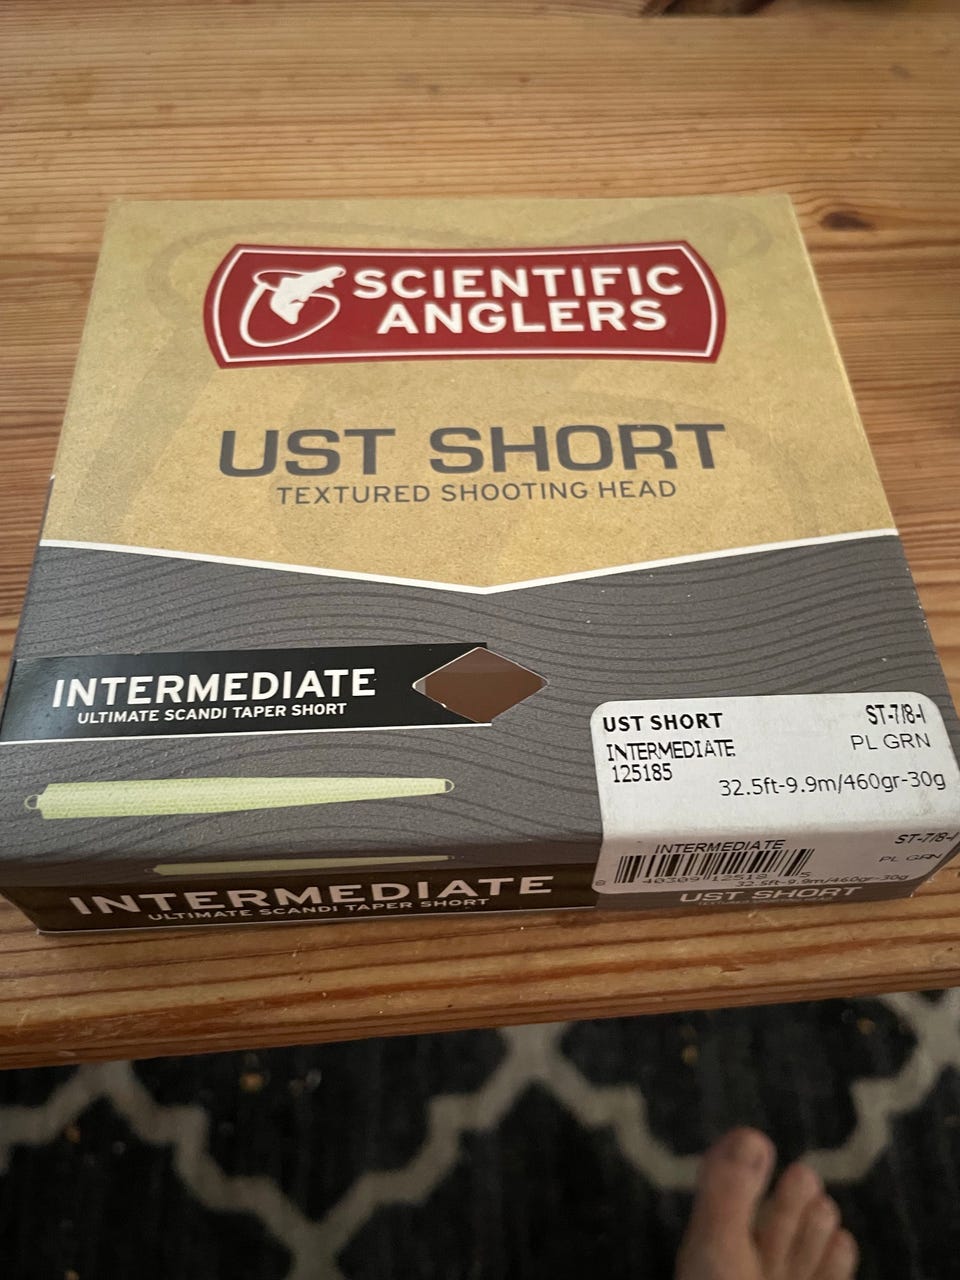 SCIENTIFIC
ANGLERS
UST SHORT
TEXTURED SHOOTING HEAD
INTERMEDIATE
ULTIMATE SCANDI TAPER SHORT
UST SHORT ST-7/8-I
INTERMEDIATE PL GRN
125185
32.5ft-9.9m/460gr-30g
INTERMEDIATE ST-7/8-I
PL GRN
32.5ft-9.9m/460gr-30g
INTERMEDIATE
ULTIMATE SCANDI TAPER SHORT
UST SHORT